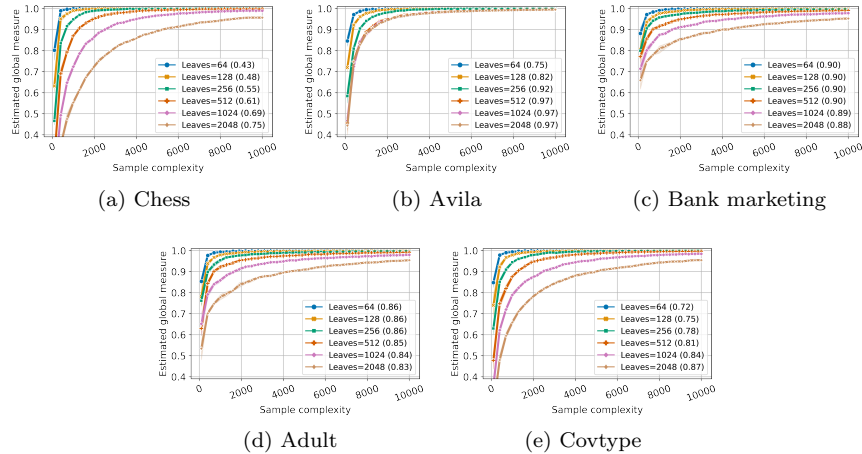 Estimated global measure
1.0
0.9
0.8
0.7
0.6
0.5
0.4
Leaves=64 (0.43)
Leaves=128 (0.48)
Leaves=256 (0.55)
Leaves=512 (0.61)
Leaves=1024 (0.69)
Leaves=2048 (0.75)
0
2000
4000
6000
8000
10000
Sample complexity
(a) Chess
Estimated global measure
1.0
0.9
0.8
0.7
0.6
0.5
0.4
Leaves=64 (0.75)
Leaves=128 (0.82)
Leaves=256 (0.92)
Leaves=512 (0.97)
Leaves=1024 (0.97)
Leaves=2048 (0.97)
0
2000
4000
6000
8000
10000
Sample complexity
(b) Avila
Estimated global measure
1.0
0.9
0.8
0.7
0.6
0.5
0.4
Leaves=64 (0.90)
Leaves=128 (0.90)
Leaves=256 (0.90)
Leaves=512 (0.90)
Leaves=1024 (0.89)
Leaves=2048 (0.88)
0
2000
4000
6000
8000
10000
Sample complexity
(c) Bank marketing
Estimated global measure
1.0
0.9
0.8
0.7
0.6
0.5
0.4
Leaves=64 (0.86)
Leaves=128 (0.86)
Leaves=256 (0.86)
Leaves=512 (0.85)
Leaves=1024 (0.84)
Leaves=2048 (0.83)
0
2000
4000
6000
8000
10000
Sample complexity
(d) Adult
Estimated global measure
1.0
0.9
0.8
0.7
0.6
0.5
0.4
Leaves=64 (0.72)
Leaves=128 (0.75)
Leaves=256 (0.78)
Leaves=512 (0.81)
Leaves=1024 (0.84)
Leaves=2048 (0.87)
0
2000
4000
6000
8000
10000
Sample complexity
(e) Covtype